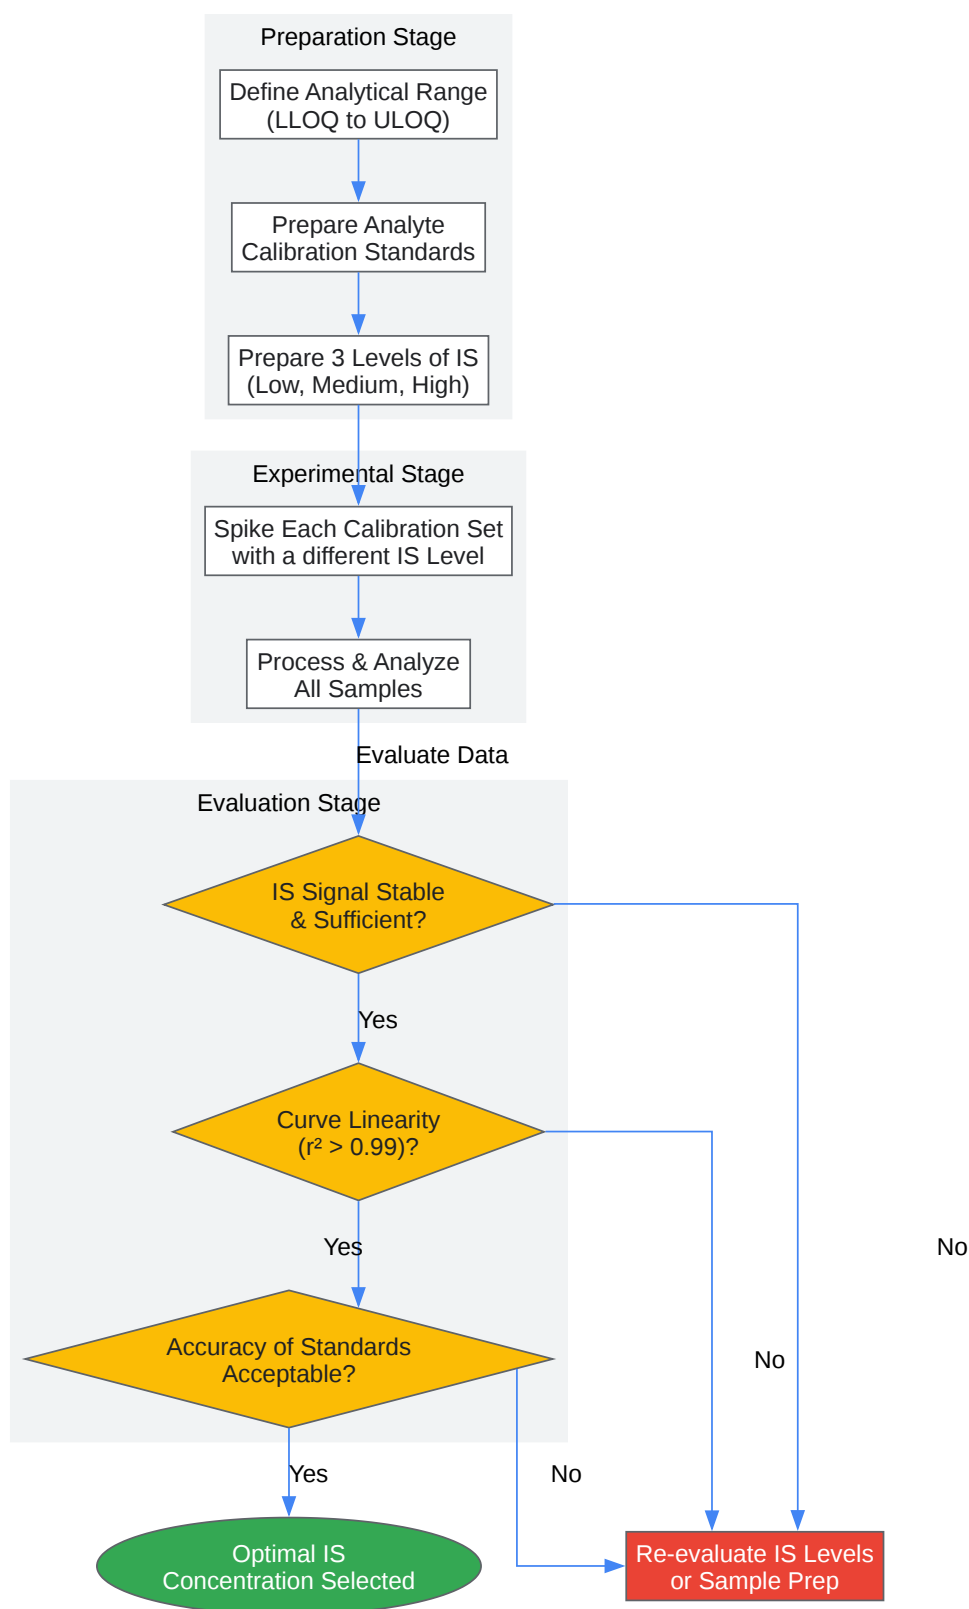 Preparation Stage
Define Analytical Range
(LLOQ to ULOQ)
Prepare Analyte
Calibration Standards
Prepare 3 Levels of IS
(Low, Medium, High)
Experimental Stage
Spike Each Calibration Set
with a different IS Level
Process & Analyze
All Samples
Evaluate Data
Evaluation Stage
IS Signal Stable
& Sufficient?
Yes
Curve Linearity
(r² > 0.99)?
Yes
No
Accuracy of Standards
Acceptable?
No
Yes
No
Optimal IS
Concentration Selected
Re-evaluate IS Levels
or Sample Prep